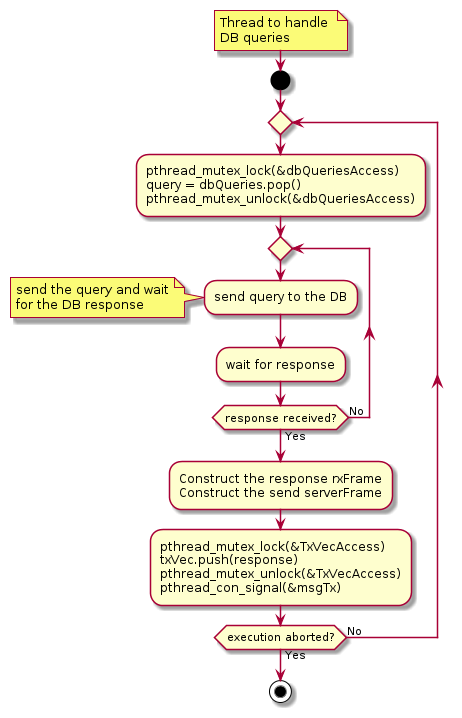 Thread to handle
DB queries
pthread_mutex_lock(&dbQueriesAccess)
query = dbQueries.pop()
pthread_mutex_unlock(&dbQueriesAccess)
send the query and wait
for the DB response
send query to the DB
wait for response
response received?
No
Yes
Construct the response rxFrame
Construct the send serverFrame
pthread_mutex_lock(&TxVecAccess)
txVec.push(response)
pthread_mutex_unlock(&TxVecAccess)
pthread_con_signal(&msgTx)
execution aborted?
No
Yes